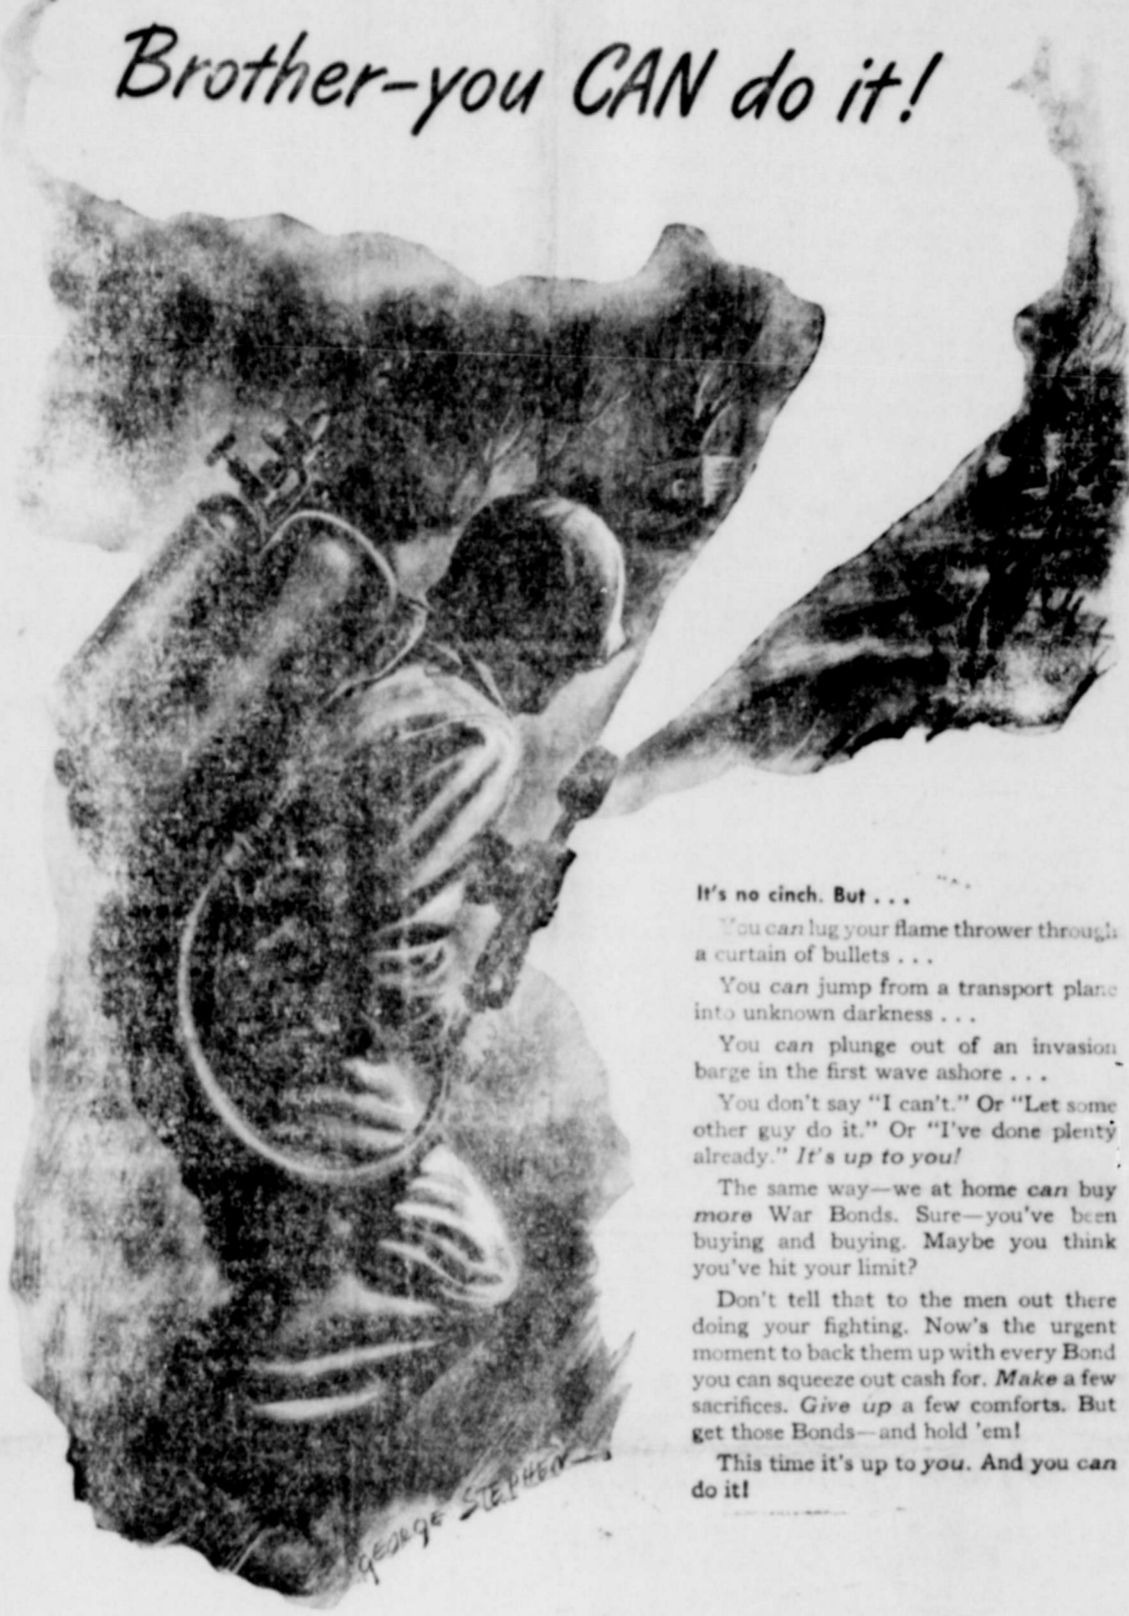 Brother-you CAN do it!
It's no cinch. But . . .
You can lug your flame thrower through
a curtain of bullets . . .
You can jump from a transport plane
into unknown darkness . . .
You can plunge out of an invasion
barge in the first wave ashore . . .
You don't say "I can't." Or "Let some
other guy do it." Or "I've done plenty
already." It's up to you!
The same way—we at home can buy
more War Bonds. Sure—you've been
buying and buying. Maybe you think
you've hit your limit?
Don't tell that to the men out there
doing your fighting. Now's the urgent
moment to back them up with every Bond
you can squeeze out cash for. Make a few
sacrifices. Give up a few comforts. But
get those Bonds—and hold 'em!
This time it's up to you. And you can
do it!
GEORGE STEPHEN